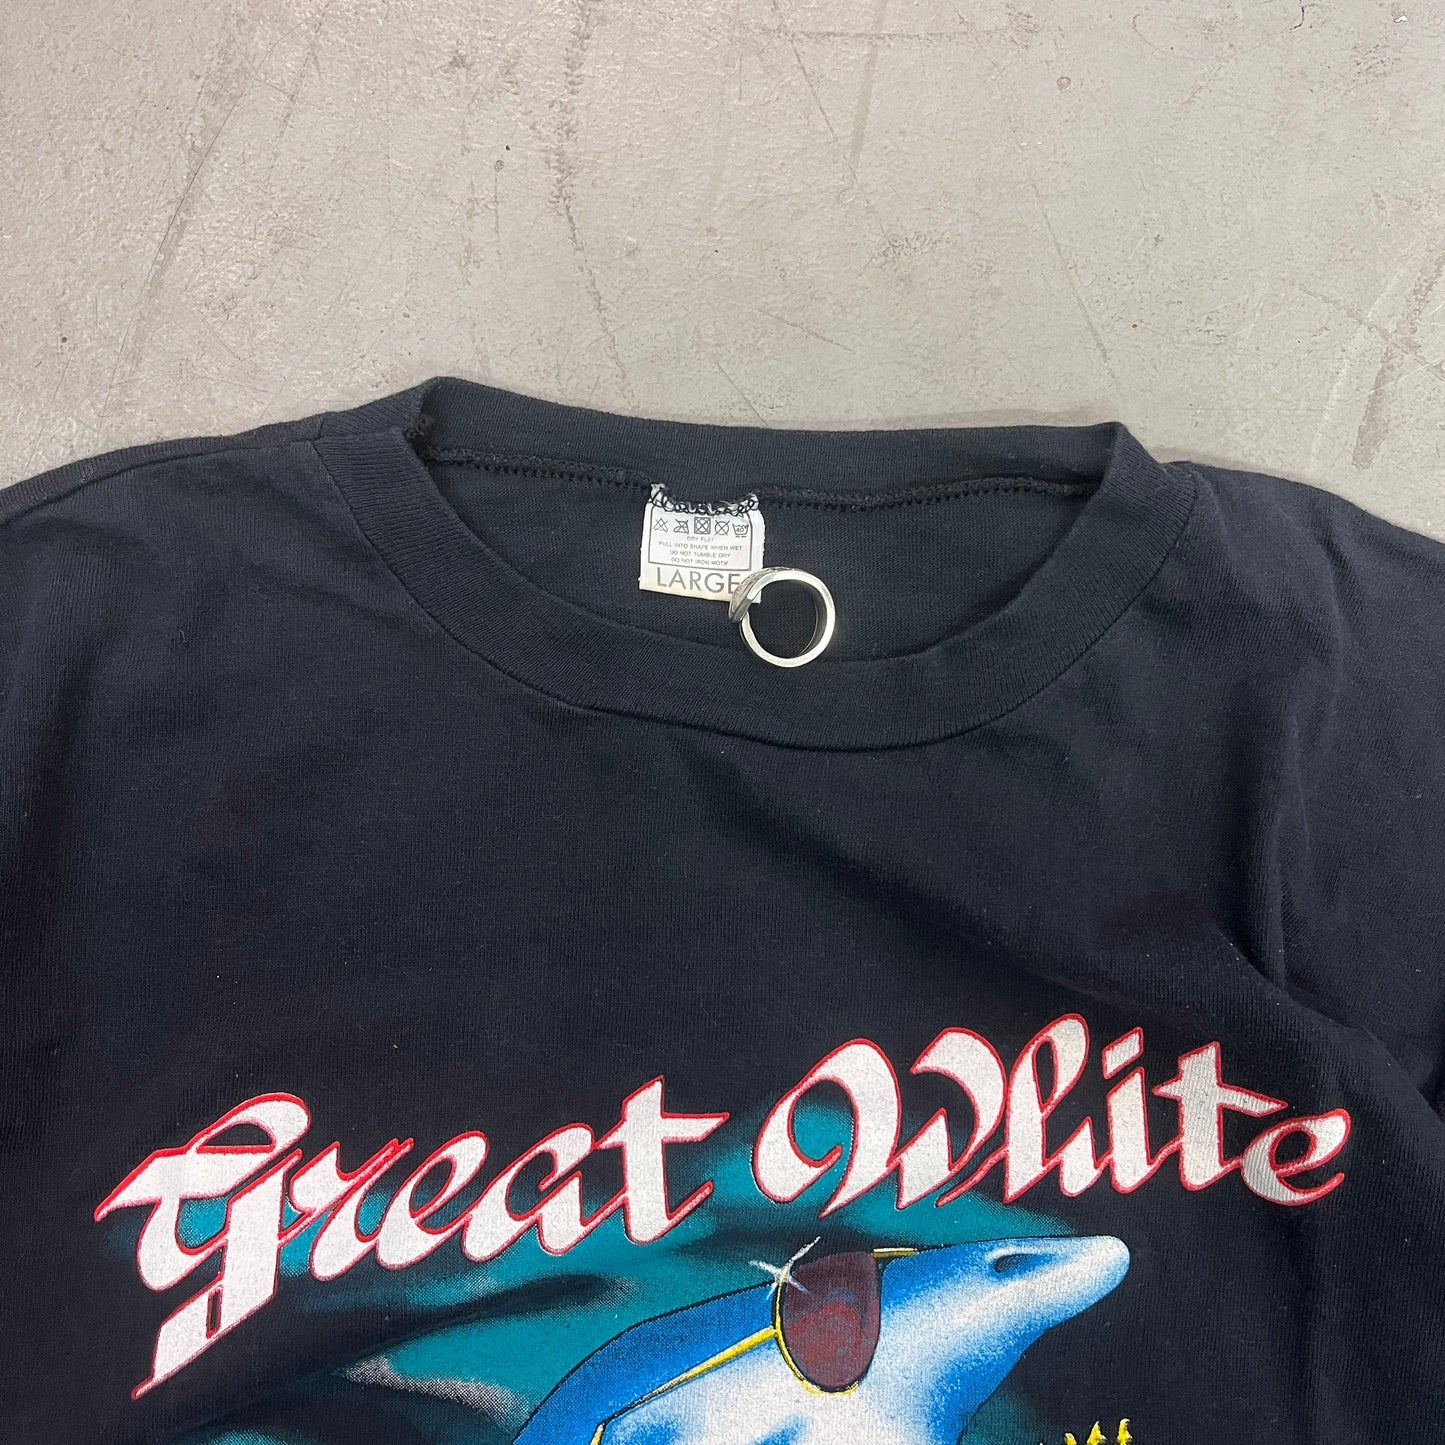 DRY FLAT
PULL INTO SHAPE WHEN WET
DO NOT TUMBLE DRY
DO NOT IRON MOTIF
LARGE
Great White